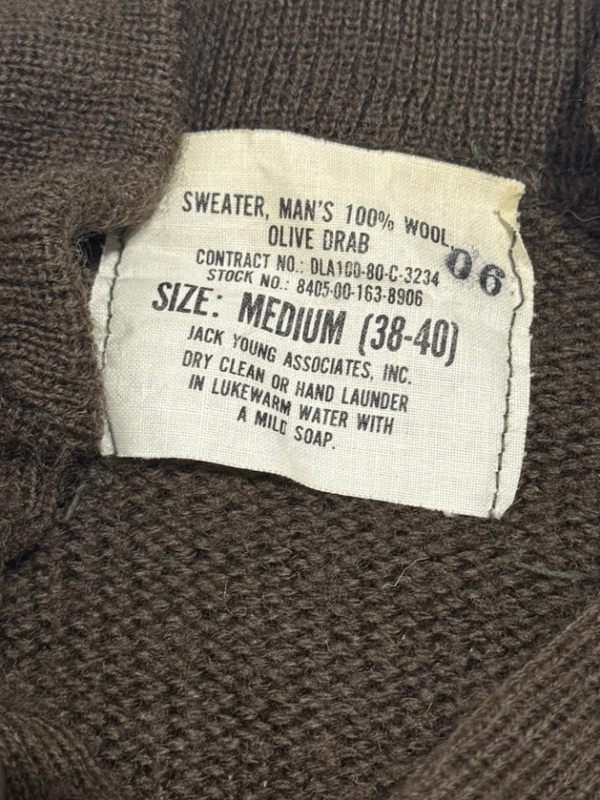 SWEATER, MAN'S 100% WOOL,
OLIVE DRAB
CONTRACT NO.: DLA100-80-C-3234
06
STOCK NO.: 8405-00-163-8906
SIZE: MEDIUM (38-40)
JACK YOUNG ASSOCIATES, INC.
DRY CLEAN OR HAND LAUNDER
IN LUKEWARM WATER WITH
A MILD SOAP.